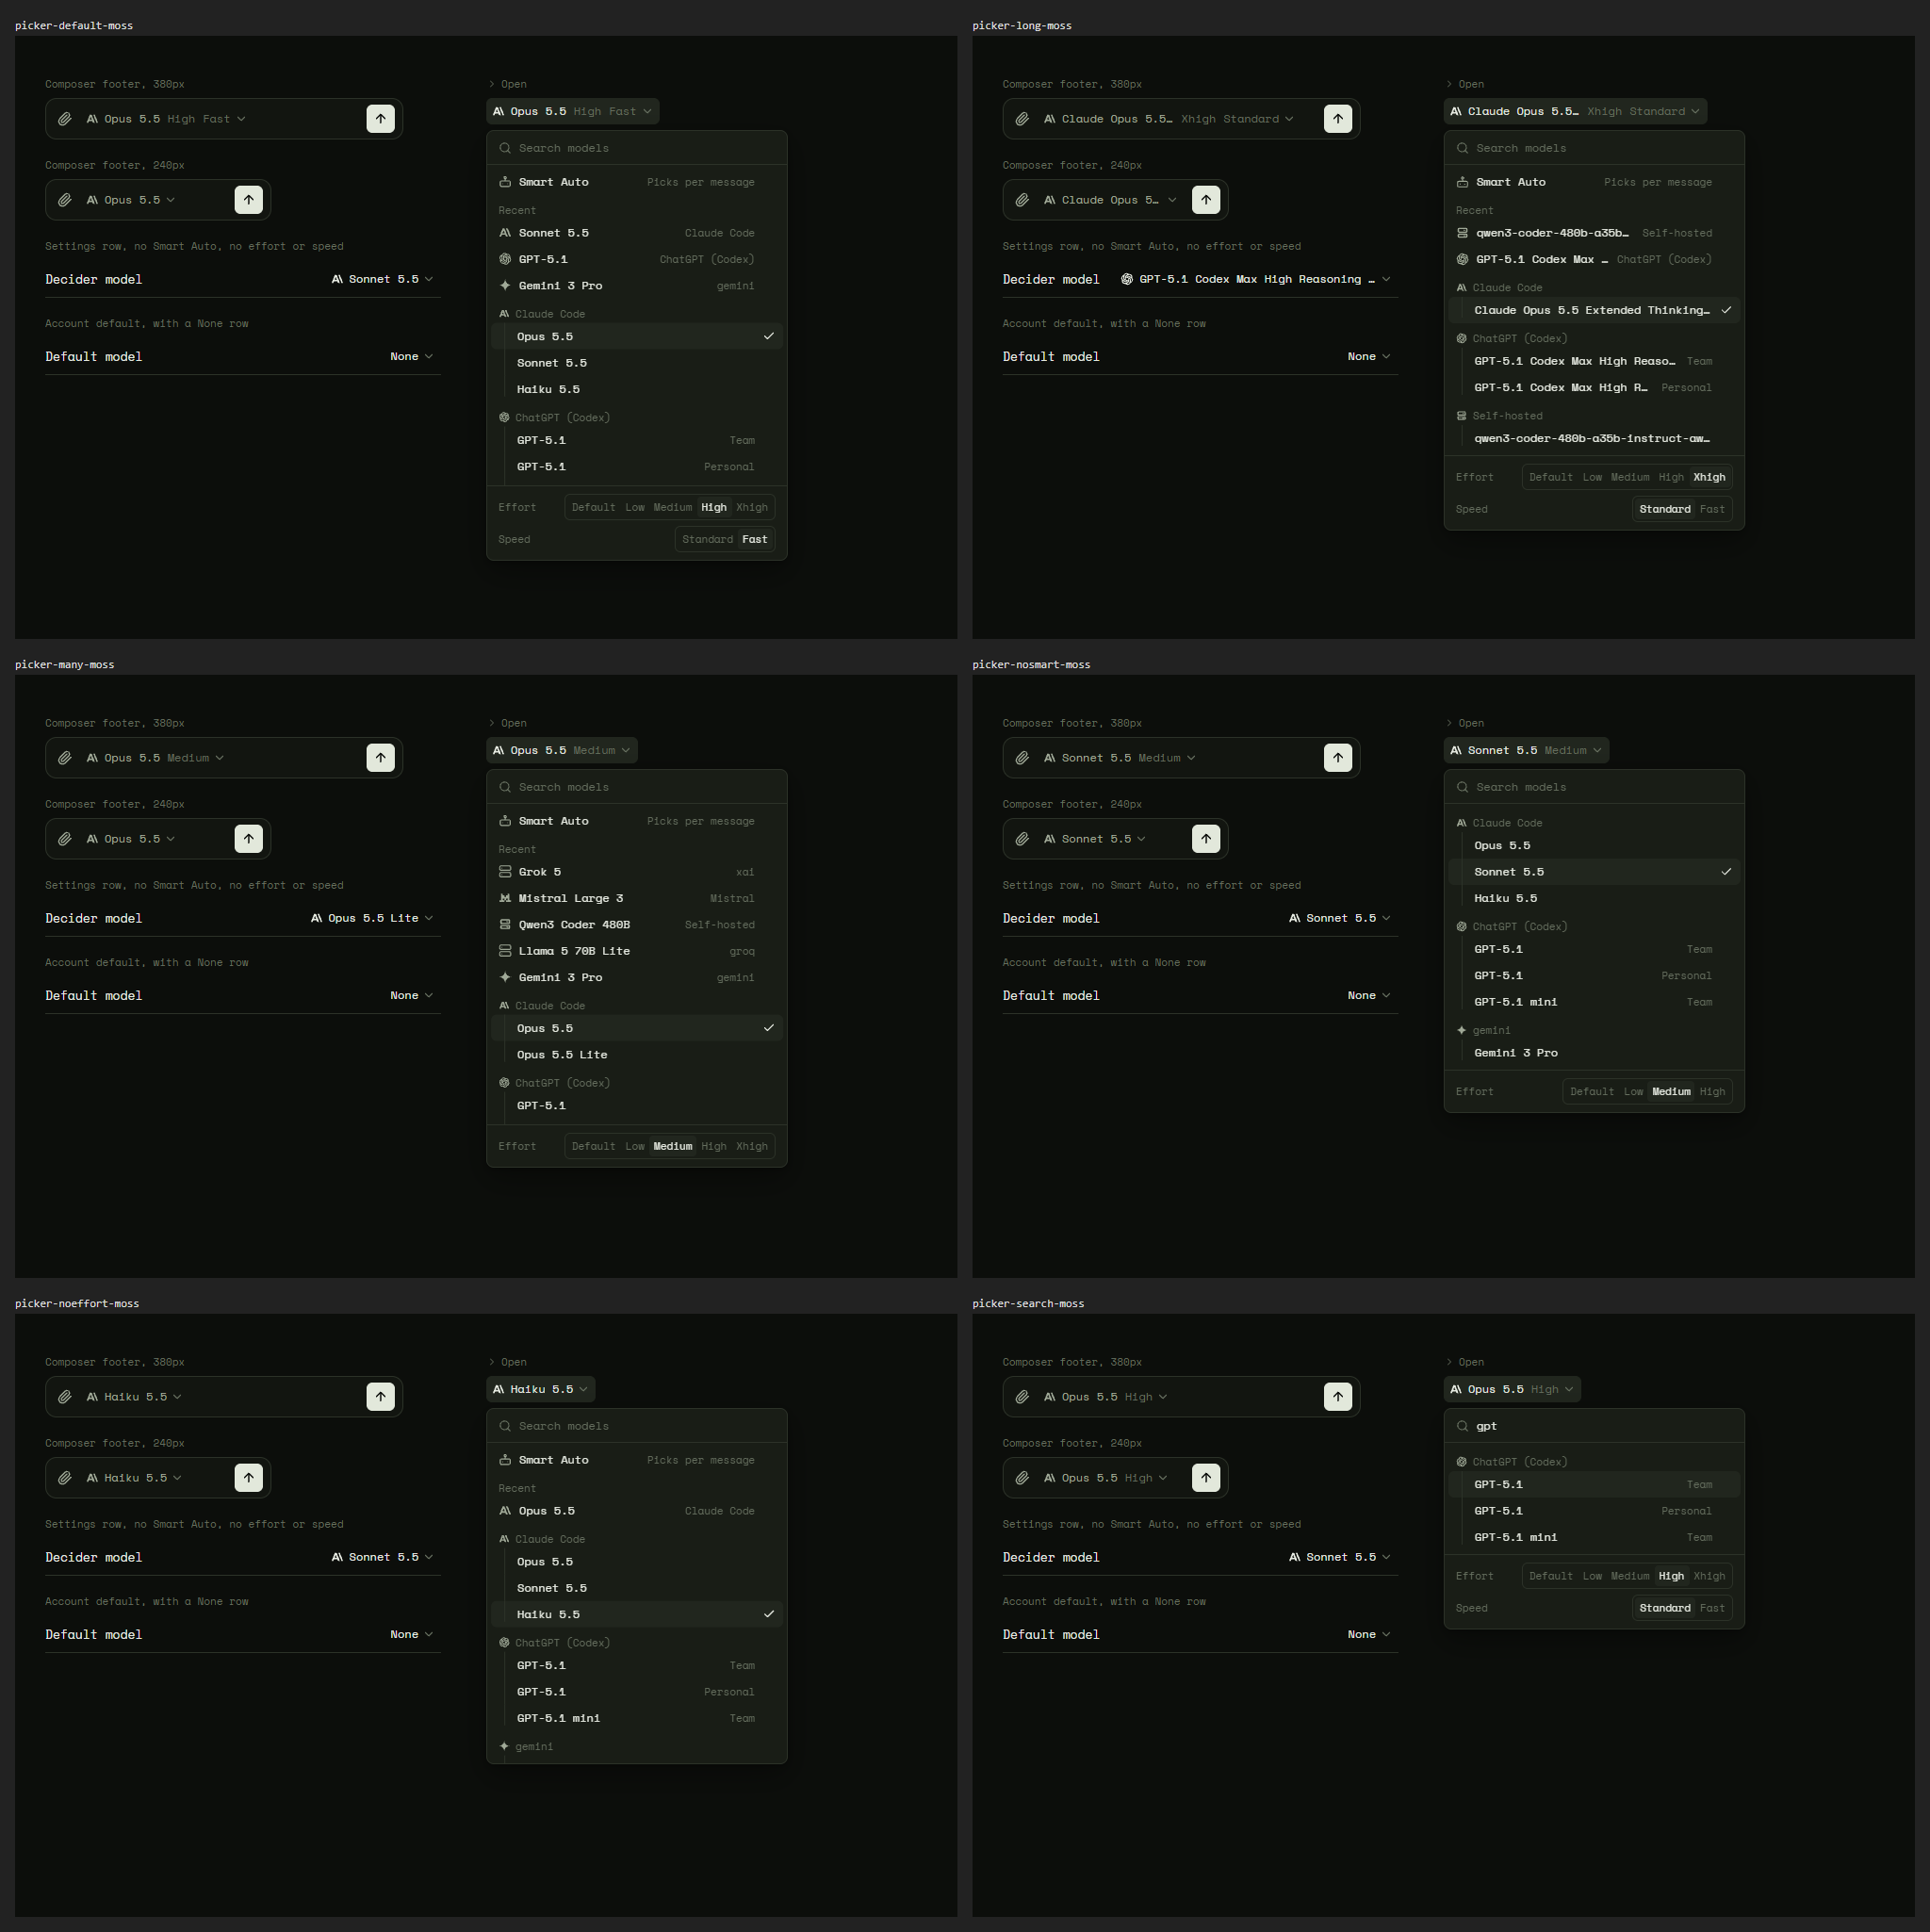 picker-default-moss
Composer footer, 380px
Opus 5.5 High Fast
Composer footer, 240px
Opus 5.5
Settings row, no Smart Auto, no effort or speed
Decider model Sonnet 5.5
Account default, with a None row
Default model None
Open
Opus 5.5 High Fast
Search models
Smart Auto Picks per message
Recent
Sonnet 5.5 Claude Code
GPT-5.1 ChatGPT (Codex)
Gemini 3 Pro gemini
Claude Code
Opus 5.5
Sonnet 5.5
Haiku 5.5
ChatGPT (Codex)
GPT-5.1 Team
GPT-5.1 Personal
Effort Default Low Medium High Xhigh
Speed Standard Fast
picker-long-moss
Composer footer, 380px
Claude Opus 5.5… Xhigh Standard
Composer footer, 240px
Claude Opus 5…
Settings row, no Smart Auto, no effort or speed
Decider model GPT-5.1 Codex Max High Reasoning …
Account default, with a None row
Default model None
Open
Claude Opus 5.5… Xhigh Standard
Search models
Smart Auto Picks per message
Recent
qwen3-coder-480b-a35b… Self-hosted
GPT-5.1 Codex Max … ChatGPT (Codex)
Claude Code
Claude Opus 5.5 Extended Thinking…
ChatGPT (Codex)
GPT-5.1 Codex Max High Reaso… Team
GPT-5.1 Codex Max High R… Personal
Self-hosted
qwen3-coder-480b-a35b-instruct-aw…
Effort Default Low Medium High Xhigh
Speed Standard Fast
picker-many-moss
Composer footer, 380px
Opus 5.5 Medium
Composer footer, 240px
Opus 5.5
Settings row, no Smart Auto, no effort or speed
Decider model Opus 5.5 Lite
Account default, with a None row
Default model None
Open
Opus 5.5 Medium
Search models
Smart Auto Picks per message
Recent
Grok 5 xai
Mistral Large 3 Mistral
Qwen3 Coder 480B Self-hosted
Llama 5 70B Lite groq
Gemini 3 Pro gemini
Claude Code
Opus 5.5
Opus 5.5 Lite
ChatGPT (Codex)
GPT-5.1
Effort Default Low Medium High Xhigh
picker-nosmart-moss
Composer footer, 380px
Sonnet 5.5 Medium
Composer footer, 240px
Sonnet 5.5
Settings row, no Smart Auto, no effort or speed
Decider model Sonnet 5.5
Account default, with a None row
Default model None
Open
Sonnet 5.5 Medium
Search models
Claude Code
Opus 5.5
Sonnet 5.5
Haiku 5.5
ChatGPT (Codex)
GPT-5.1 Team
GPT-5.1 Personal
GPT-5.1 mini Team
gemini
Gemini 3 Pro
Effort Default Low Medium High
picker-noeffort-moss
Composer footer, 380px
Haiku 5.5
Composer footer, 240px
Haiku 5.5
Settings row, no Smart Auto, no effort or speed
Decider model Sonnet 5.5
Account default, with a None row
Default model None
Open
Haiku 5.5
Search models
Smart Auto Picks per message
Recent
Opus 5.5 Claude Code
Claude Code
Opus 5.5
Sonnet 5.5
Haiku 5.5
ChatGPT (Codex)
GPT-5.1 Team
GPT-5.1 Personal
GPT-5.1 mini Team
gemini
picker-search-moss
Composer footer, 380px
Opus 5.5 High
Composer footer, 240px
Opus 5.5 High
Settings row, no Smart Auto, no effort or speed
Decider model Sonnet 5.5
Account default, with a None row
Default model None
Open
Opus 5.5 High
gpt
ChatGPT (Codex)
GPT-5.1 Team
GPT-5.1 Personal
GPT-5.1 mini Team
Effort Default Low Medium High Xhigh
Speed Standard Fast